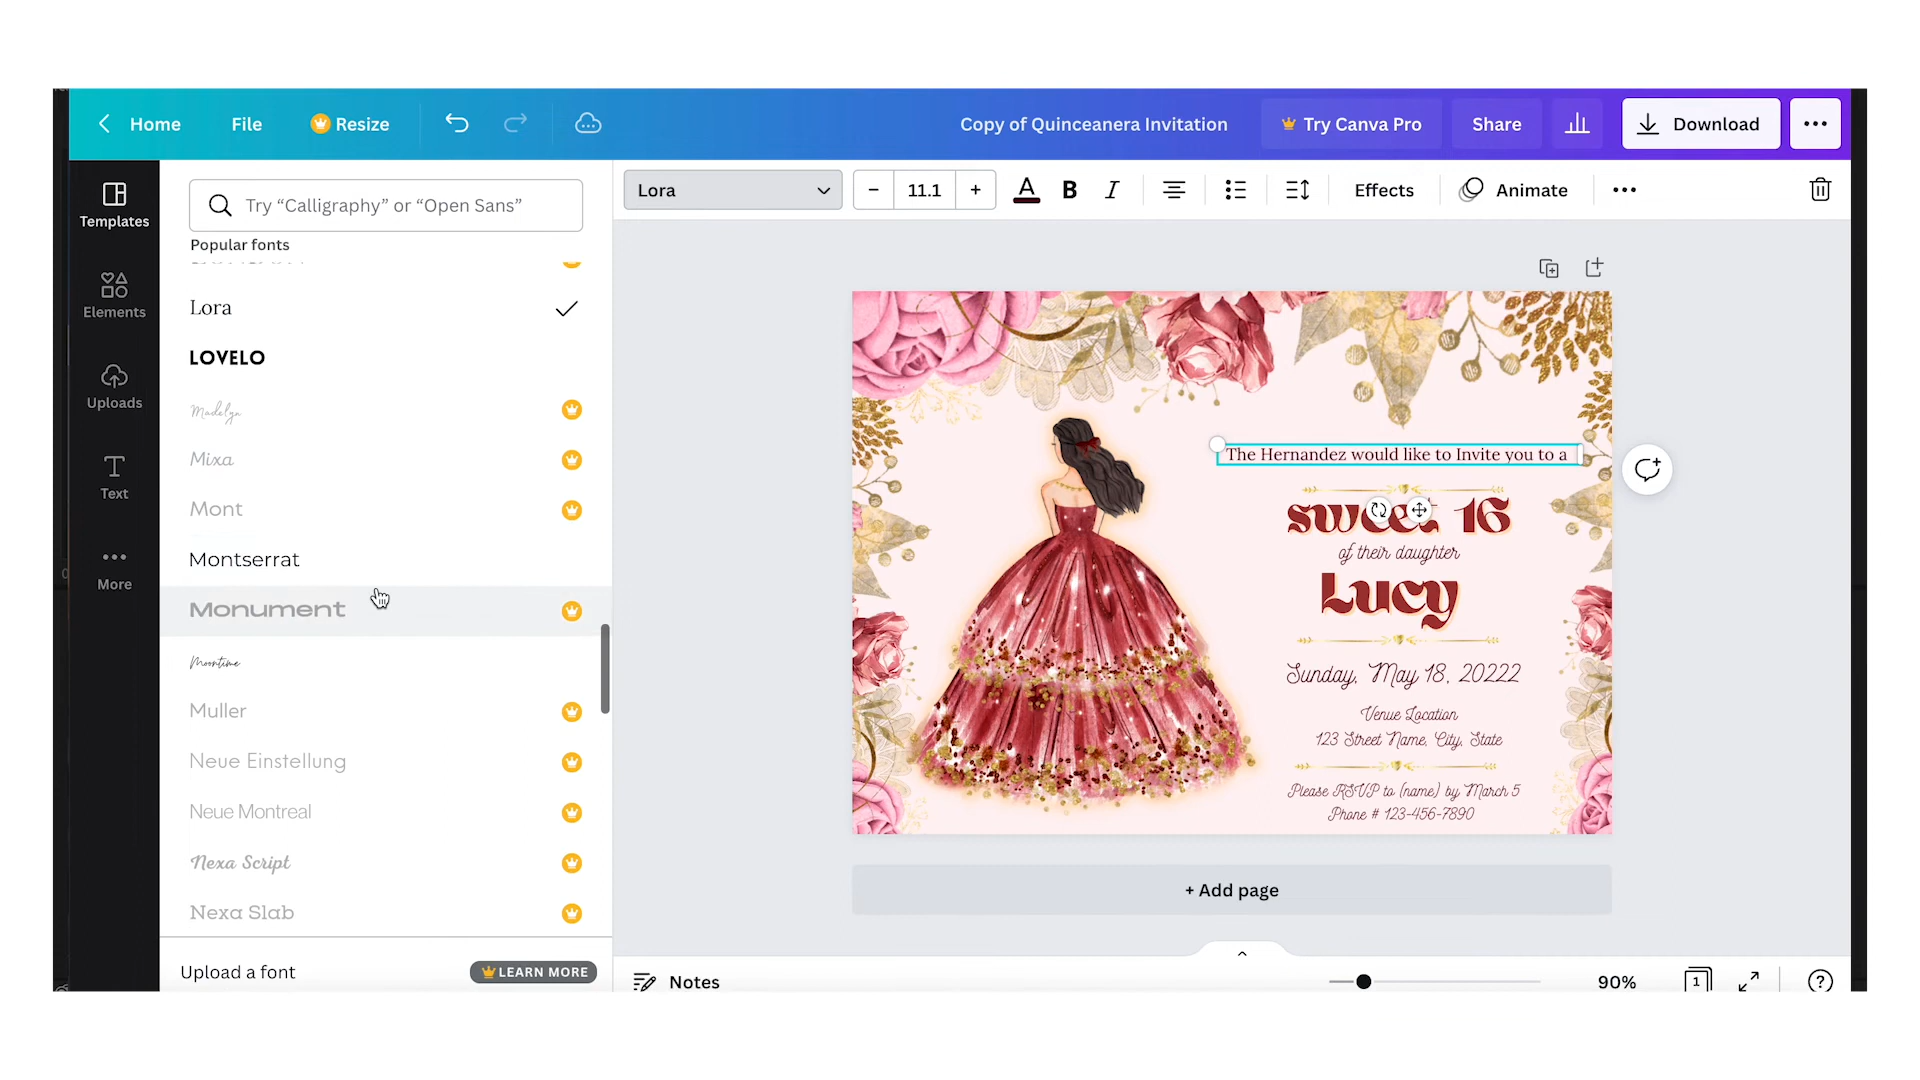 Home File Resize Copy of Quinceanera Invitation Try Canva Pro Share Download
Templates
Elements
Uploads
Text
More
Try “Calligraphy” or “Open Sans”
Popular fonts
Lora
LOVELO
Madelyn
Mixa
Mont
Montserrat
Monument
Moontime
Muller
Neue Einstellung
Neue Montreal
Nexa Script
Nexa Slab
Upload a font LEARN MORE
Lora - 11.1 + A B I Effects Animate
The Hernandez would like to Invite you to a
sweet 16
of their daughter
Lucy
Sunday, May 18, 20222
Venue Location
123 Street Name, City, State
Please RSVP to (name) by March 5
Phone # 123-456-7890
+ Add page
Notes 90% 1 ?